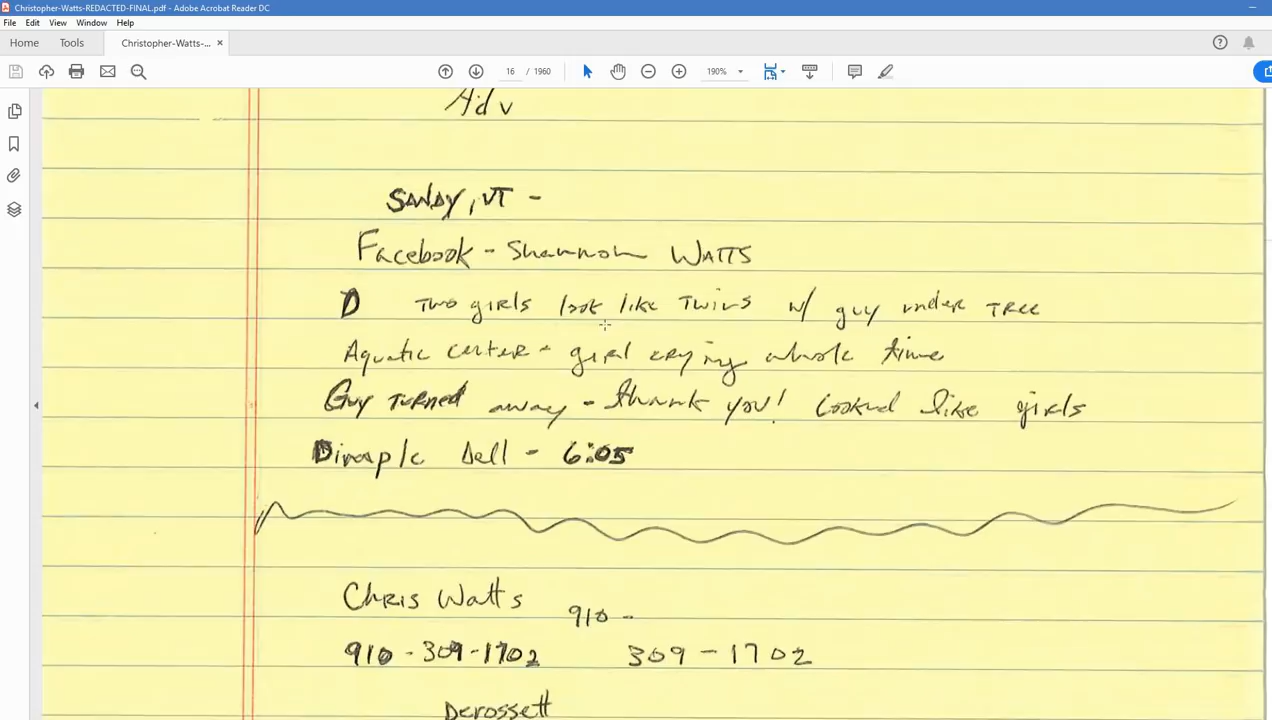 Christopher-Watts-REDACTED-FINAL.pdf - Adobe Acrobat Reader DC
File Edit View Window Help
Home Tools Christopher-Watts-... ×
16 / 1960 190%
Adv
SANDY, UT -
Facebook - Shannon WATTS
D Two girls look like Twins w/ guy under TREE
Aquatic center - girl crying whole time
Guy TURNED away - thank you! Looked like girls
Dimple Dell - 6:05
Chris Watts
910 -
910 - 309-1702 309-1702
Derossett